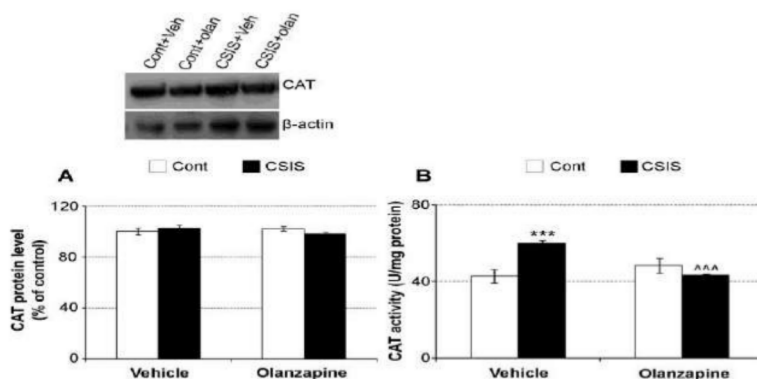 Cont+Veh Cont+olan CSIS+Veh CSIS+olan
CAT
β-actin
A
Cont CSIS
CAT protein level
(% of control)
120
80
40
0
Vehicle Olanzapine
B
Cont CSIS
CAT activity (U/mg protein)
80
40
0
***
^^^
Vehicle Olanzapine